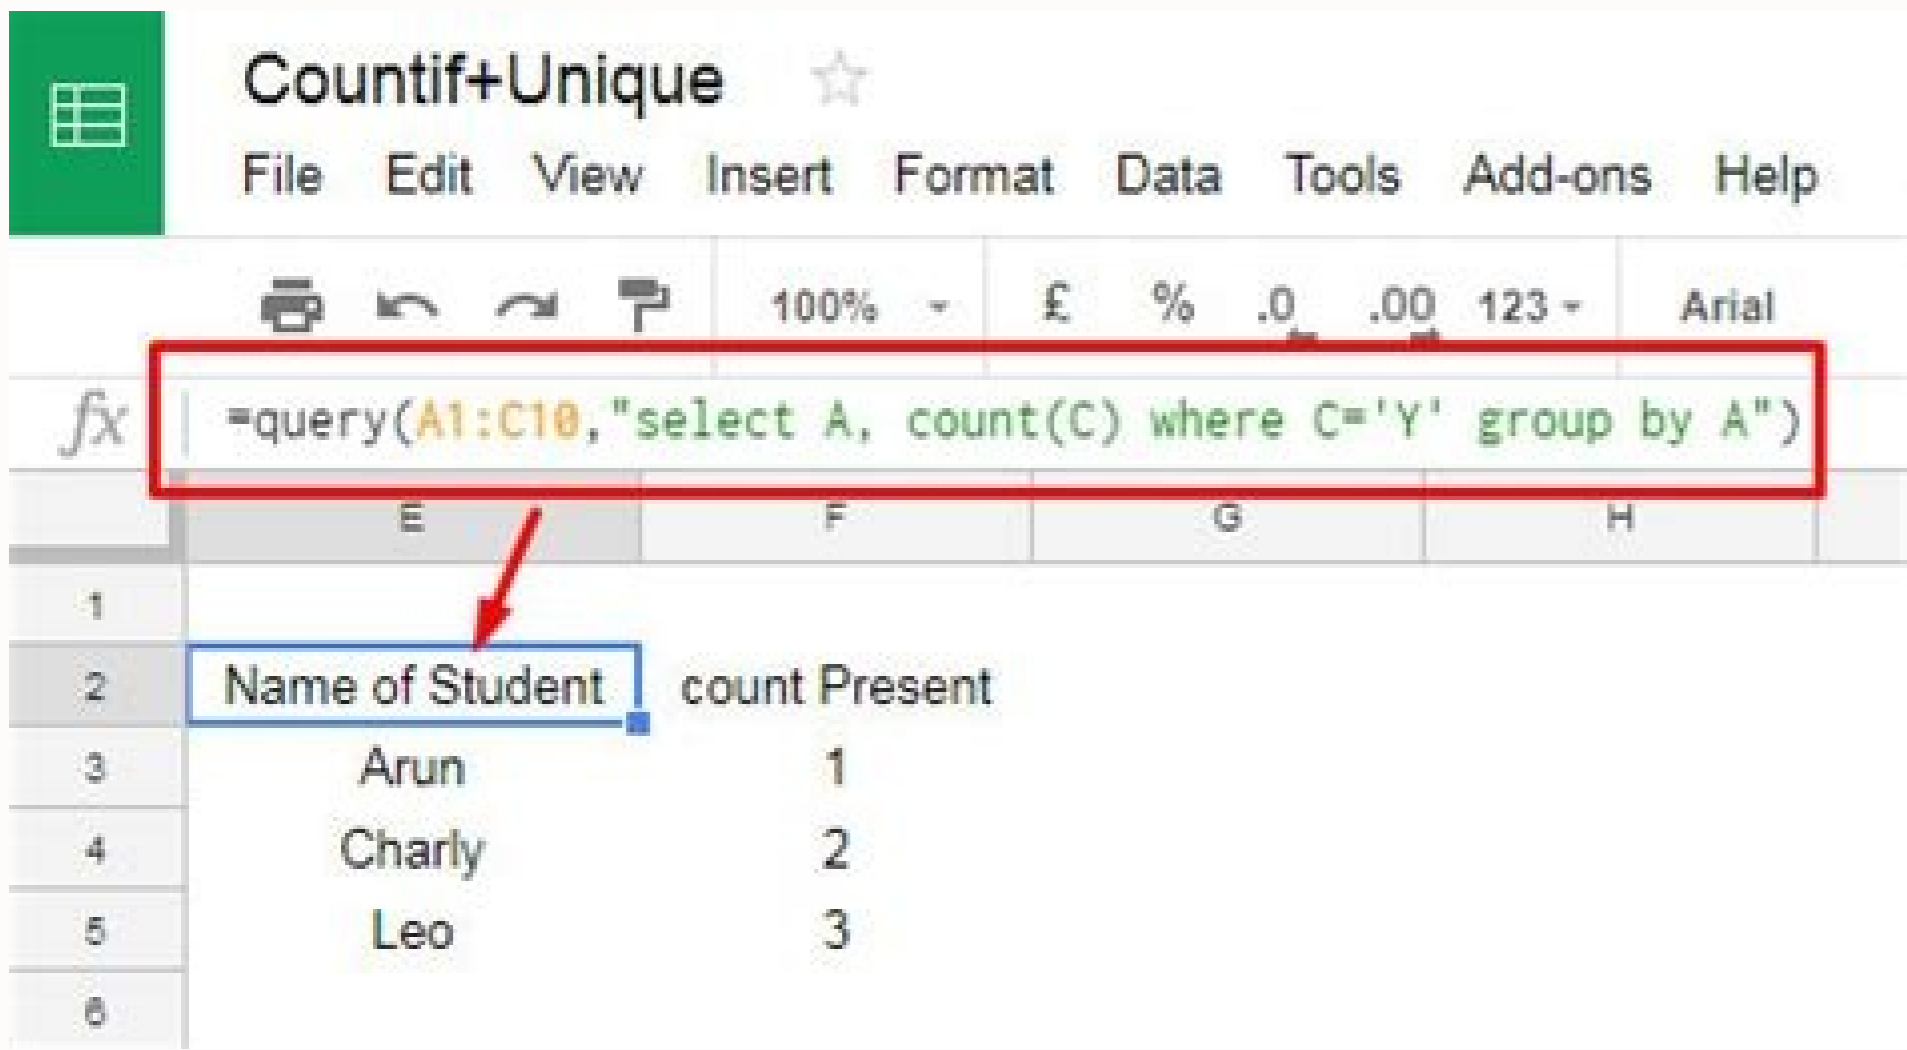 Countif+Unique
File Edit View Insert Format Data Tools Add-ons Help
100% £ % .0 .00 123 Arial
fx =query(A1:C10,"select A, count(C) where C='Y' group by A")
E F G H
1
2 Name of Student count Present
3 Arun 1
4 Charly 2
5 Leo 3
6